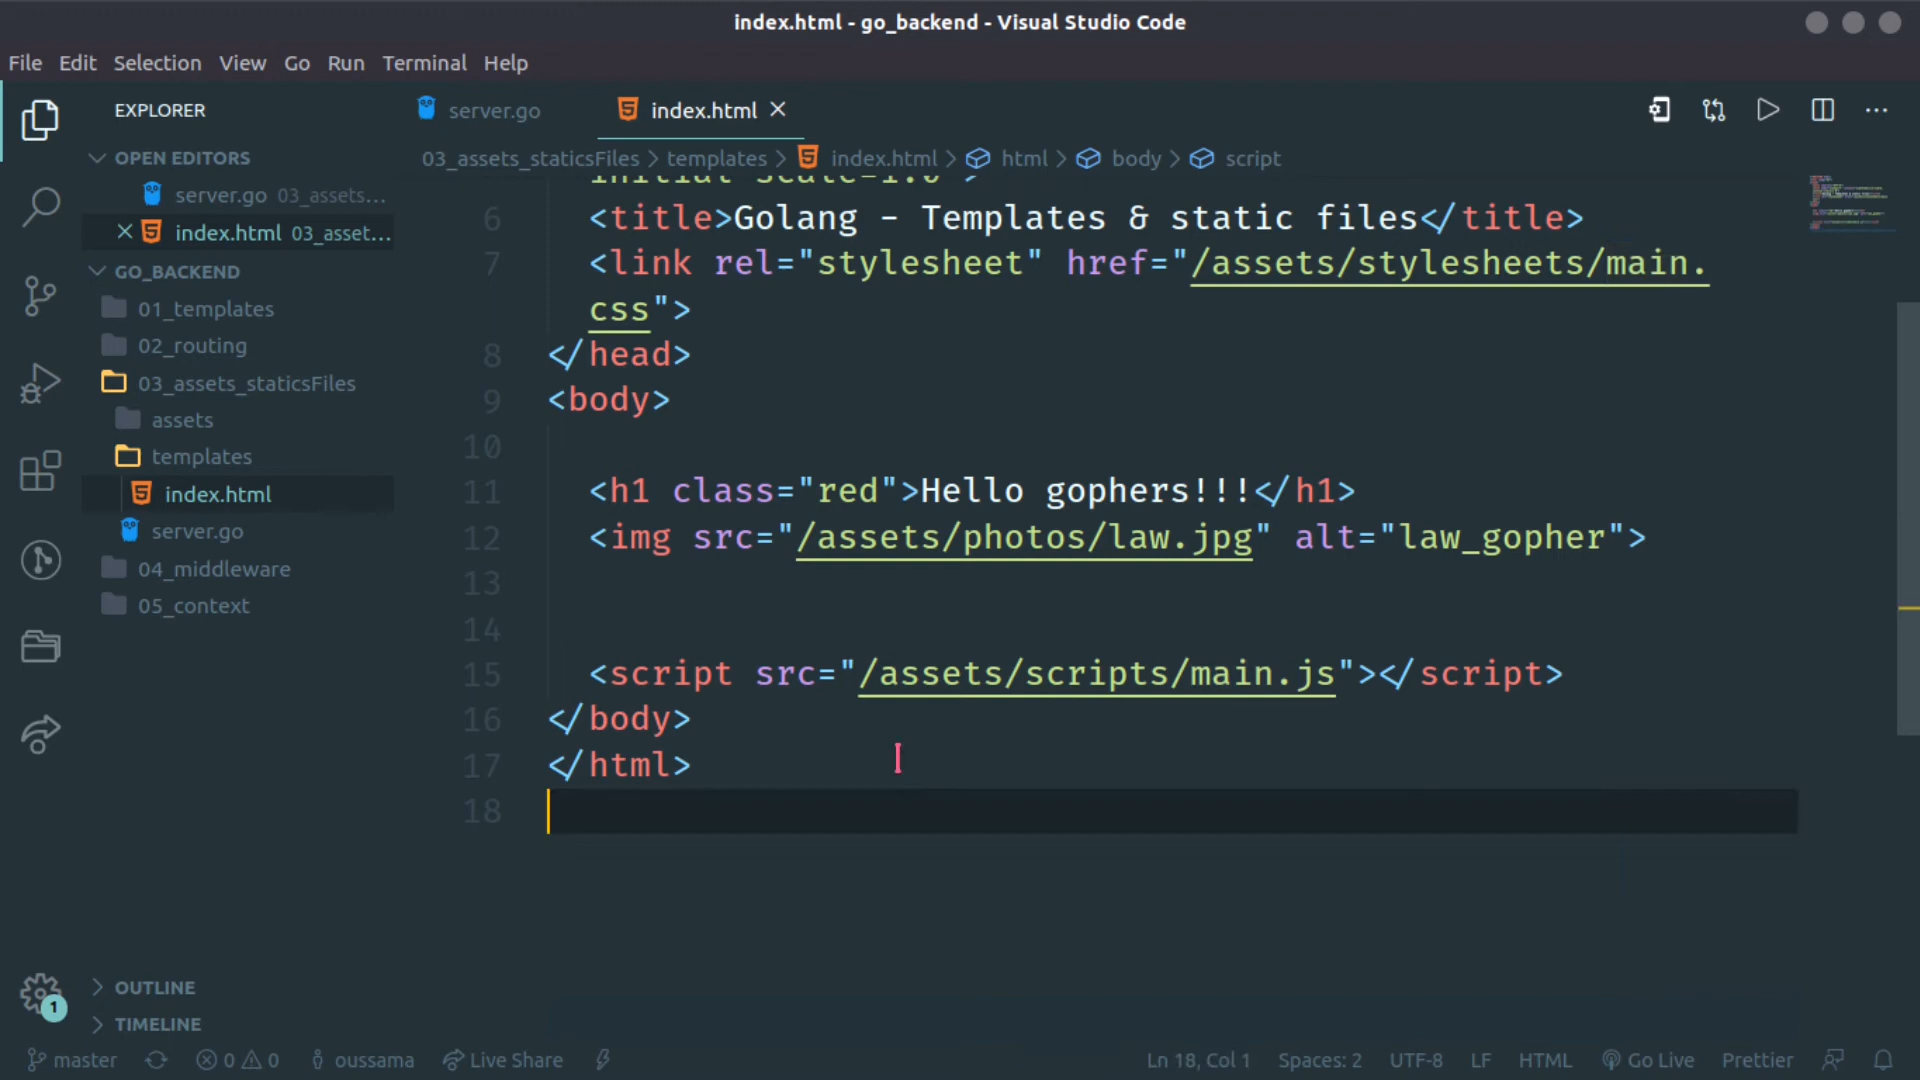 index.html - go_backend - Visual Studio Code
File Edit Selection View Go Run Terminal Help
EXPLORER
OPEN EDITORS
server.go 03_assets...
index.html 03_asset...
GO_BACKEND
01_templates
02_routing
03_assets_staticsFiles
assets
templates
index.html
server.go
04_middleware
05_context
OUTLINE
TIMELINE
server.go
index.html
03_assets_staticsFiles > templates > index.html > html > body > script
initial-scale=1.0">
6 <title>Golang - Templates & static files</title>
7 <link rel="stylesheet" href="/assets/stylesheets/main.
css">
8 </head>
9 <body>
10
11 <h1 class="red">Hello gophers!!!</h1>
12 <img src="/assets/photos/law.jpg" alt="law_gopher">
13
14
15 <script src="/assets/scripts/main.js"></script>
16 </body>
17 </html>
18
1
master 0 0 oussama Live Share Ln 18, Col 1 Spaces: 2 UTF-8 LF HTML Go Live Prettier